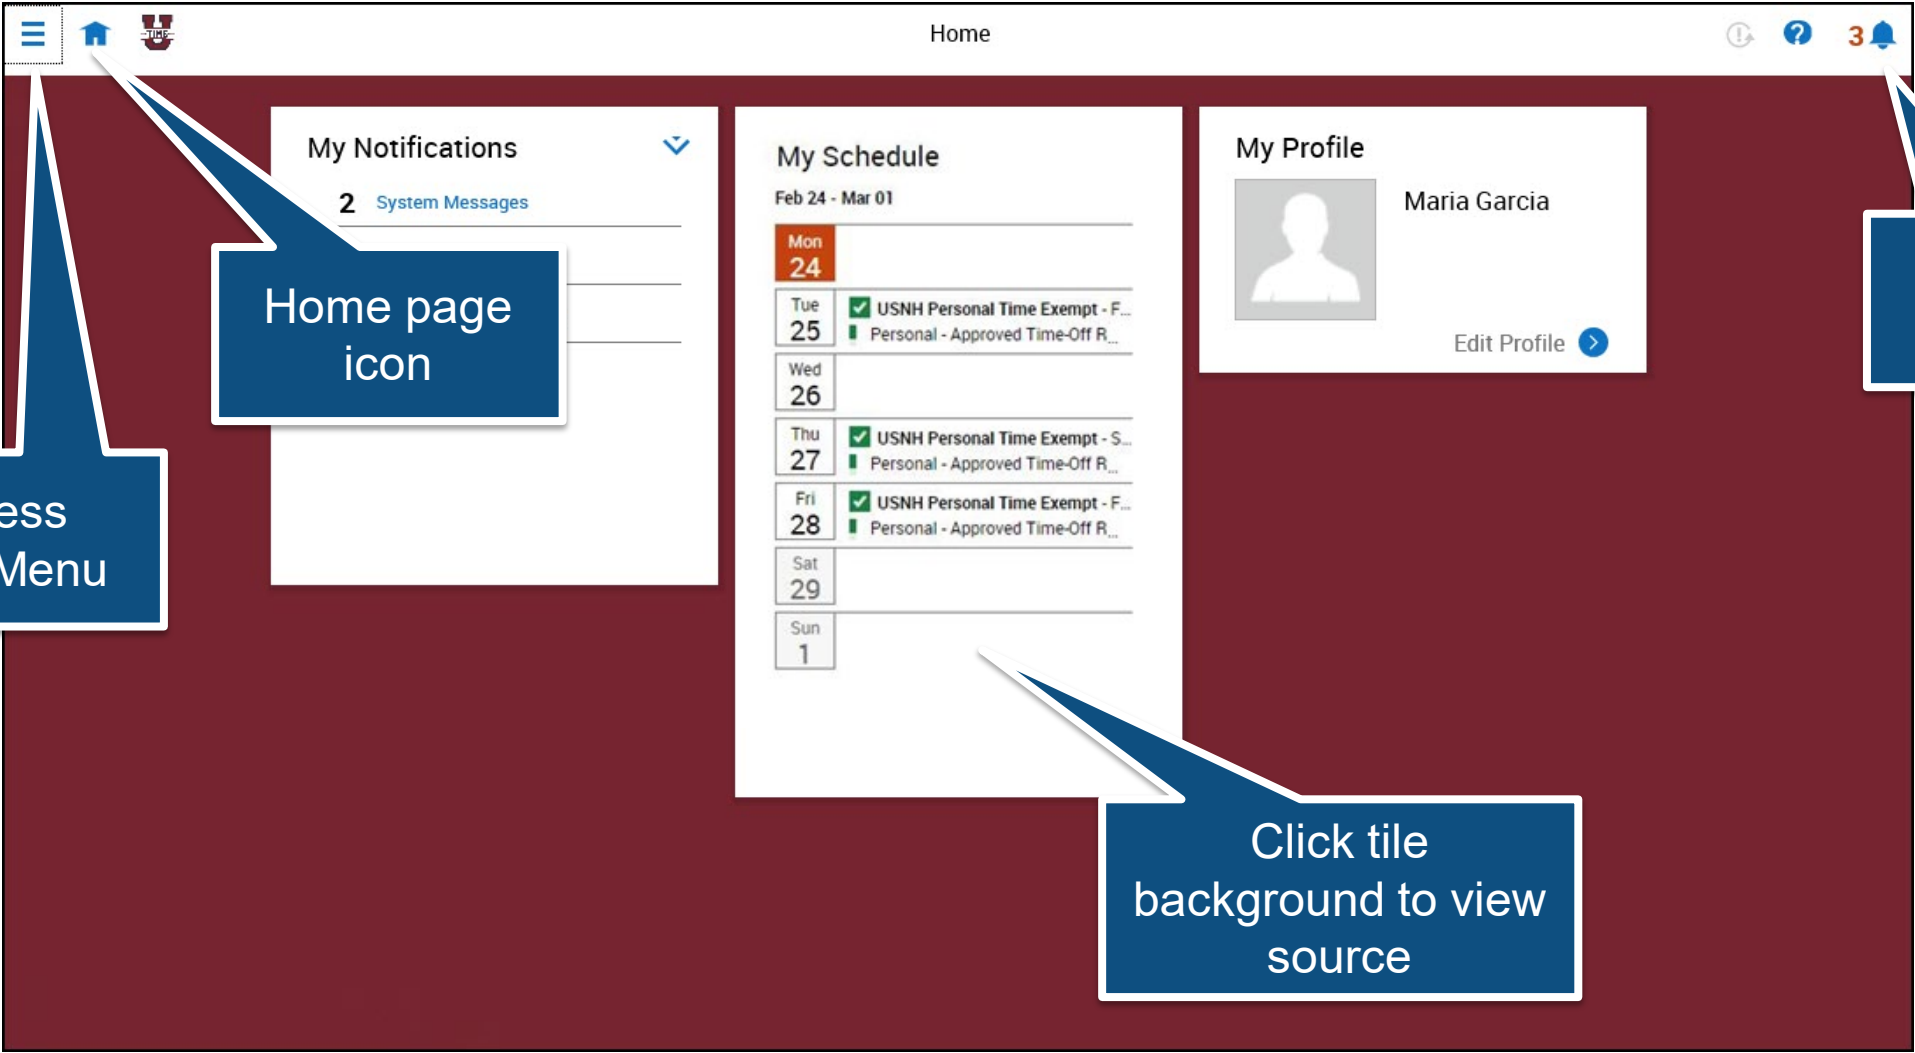 U
TIME
Home
3
My Notifications
2 System Messages
My Schedule
Feb 24 - Mar 01
Mon
24
Tue
25
USNH Personal Time Exempt - F...
Personal - Approved Time-Off R...
Wed
26
Thu
27
USNH Personal Time Exempt - S...
Personal - Approved Time-Off R...
Fri
28
USNH Personal Time Exempt - F...
Personal - Approved Time-Off R...
Sat
29
Sun
1
My Profile
Maria Garcia
Edit Profile
Home page
icon
ess
Menu
Click tile
background to view
source